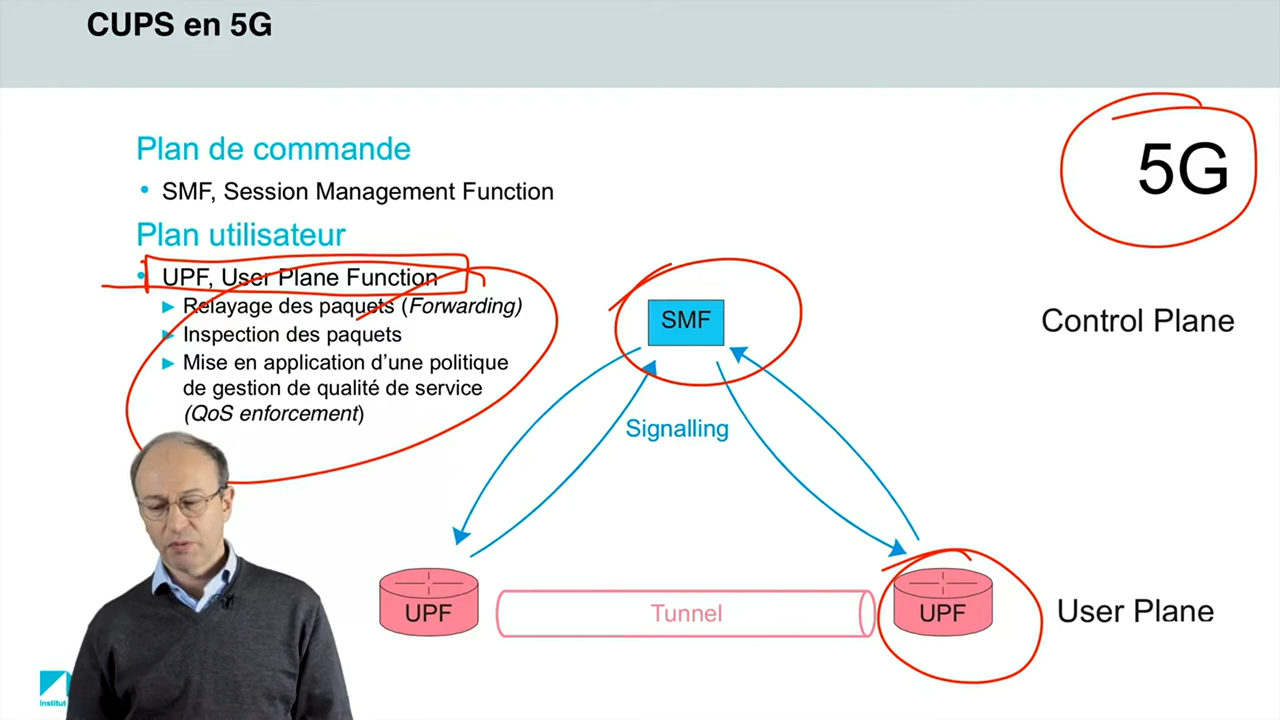 CUPS en 5G
Plan de commande
• SMF, Session Management Function
Plan utilisateur
• UPF, User Plane Function
► Relayage des paquets (Forwarding)
► Inspection des paquets
► Mise en application d’une politique
de gestion de qualité de service
(QoS enforcement)
5G
SMF
Control Plane
Signalling
UPF
Tunnel
UPF
User Plane
Institut